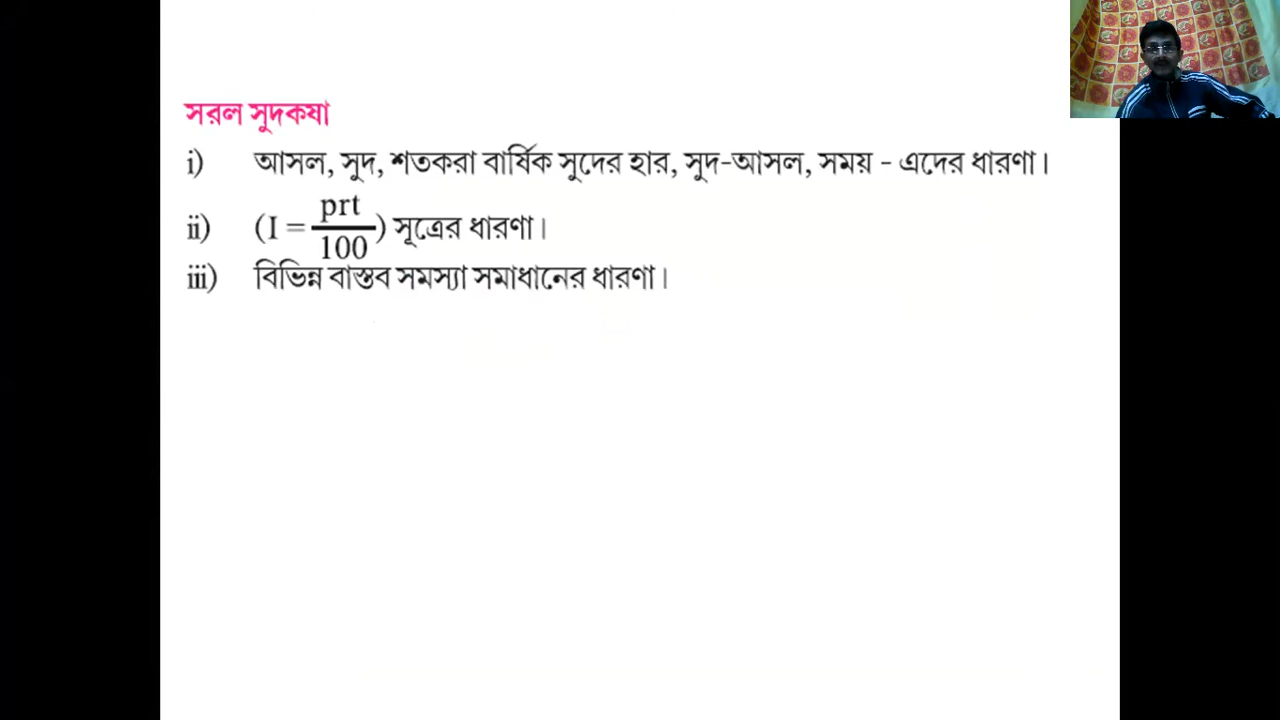 সরল সুদকষা
i) আসল, সুদ, শতকরা বার্ষিক সুদের হার, সুদ-আসল, সময় - এদের ধারণা।
ii) (I = prt/100) সূত্রের ধারণা।
iii) বিভিন্ন বাস্তব সমস্যা সমাধানের ধারণা।